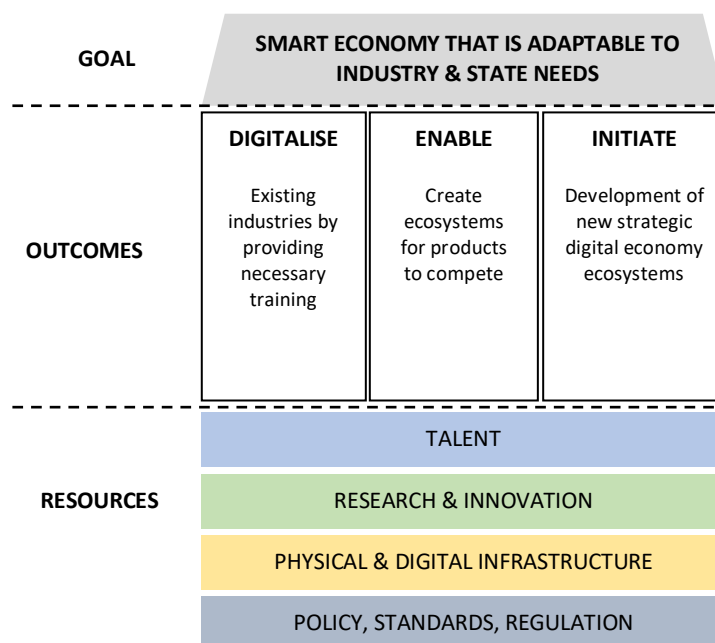 GOAL
SMART ECONOMY THAT IS ADAPTABLE TO
INDUSTRY & STATE NEEDS
OUTCOMES
DIGITALISE
Existing
industries by
providing
necessary
training
ENABLE
Create
ecosystems
for products
to compete
INITIATE
Development of
new strategic
digital economy
ecosystems
RESOURCES
TALENT
RESEARCH & INNOVATION
PHYSICAL & DIGITAL INFRASTRUCTURE
POLICY, STANDARDS, REGULATION